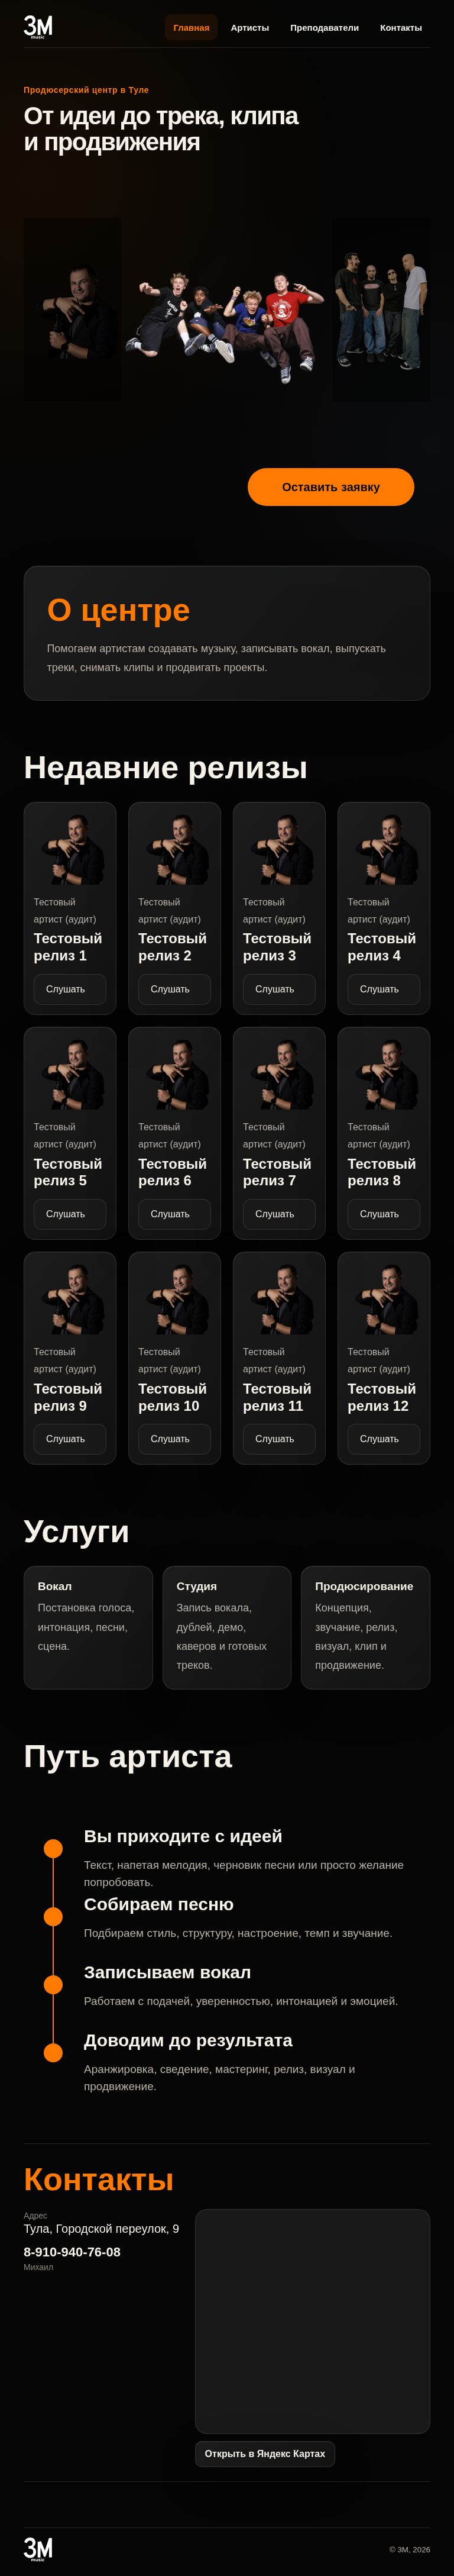 3M
music
Главная
Артисты
Преподаватели
Контакты
Продюсерский центр в Туле
От идеи до трека, клипа
и продвижения
Оставить заявку
О центре
Помогаем артистам создавать музыку, записывать вокал, выпускать
треки, снимать клипы и продвигать проекты.
Недавние релизы
Тестовый
артист (аудит)
Тестовый
релиз 1
Слушать
Тестовый
артист (аудит)
Тестовый
релиз 2
Слушать
Тестовый
артист (аудит)
Тестовый
релиз 3
Слушать
Тестовый
артист (аудит)
Тестовый
релиз 4
Слушать
Тестовый
артист (аудит)
Тестовый
релиз 5
Слушать
Тестовый
артист (аудит)
Тестовый
релиз 6
Слушать
Тестовый
артист (аудит)
Тестовый
релиз 7
Слушать
Тестовый
артист (аудит)
Тестовый
релиз 8
Слушать
Тестовый
артист (аудит)
Тестовый
релиз 9
Слушать
Тестовый
артист (аудит)
Тестовый
релиз 10
Слушать
Тестовый
артист (аудит)
Тестовый
релиз 11
Слушать
Тестовый
артист (аудит)
Тестовый
релиз 12
Слушать
Услуги
Вокал
Постановка голоса,
интонация, песни,
сцена.
Студия
Запись вокала,
дублей, демо,
каверов и готовых
треков.
Продюсирование
Концепция,
звучание, релиз,
визуал, клип и
продвижение.
Путь артиста
Вы приходите с идеей
Текст, напетая мелодия, черновик песни или просто желание
попробовать.
Собираем песню
Подбираем стиль, структуру, настроение, темп и звучание.
Записываем вокал
Работаем с подачей, уверенностью, интонацией и эмоцией.
Доводим до результата
Аранжировка, сведение, мастеринг, релиз, визуал и
продвижение.
Контакты
Адрес
Тула, Городской переулок, 9
8-910-940-76-08
Михаил
Открыть в Яндекс Картах
3M
music
© 3М, 2026